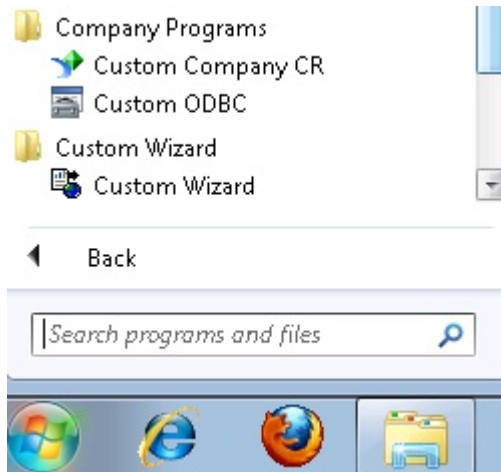 Company Programs
Custom Company CR
Custom ODBC
Custom Wizard
Custom Wizard
Back
Search programs and files